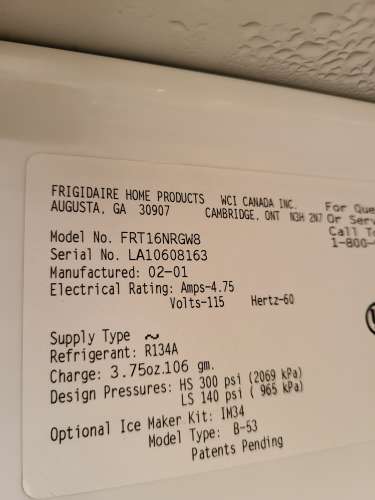 FRIGIDAIRE HOME PRODUCTS WCI CANADA INC.
AUGUSTA, GA 30907 CAMBRIDGE, ONT N3H 2N7
For Que
Or Serv
Call To
1-800-
Model No. FRT16NRGW8
Serial No. LA10608163
Manufactured: 02-01
Electrical Rating: Amps-4.75
Volts-115 Hertz-60
Supply Type ~
Refrigerant: R134A
Charge: 3.75oz.106 gm.
Design Pressures: HS 300 psi (2069 kPa)
LS 140 psi ( 965 kPa)
Optional Ice Maker Kit: IM34
Model Type: B-53
Patents Pending